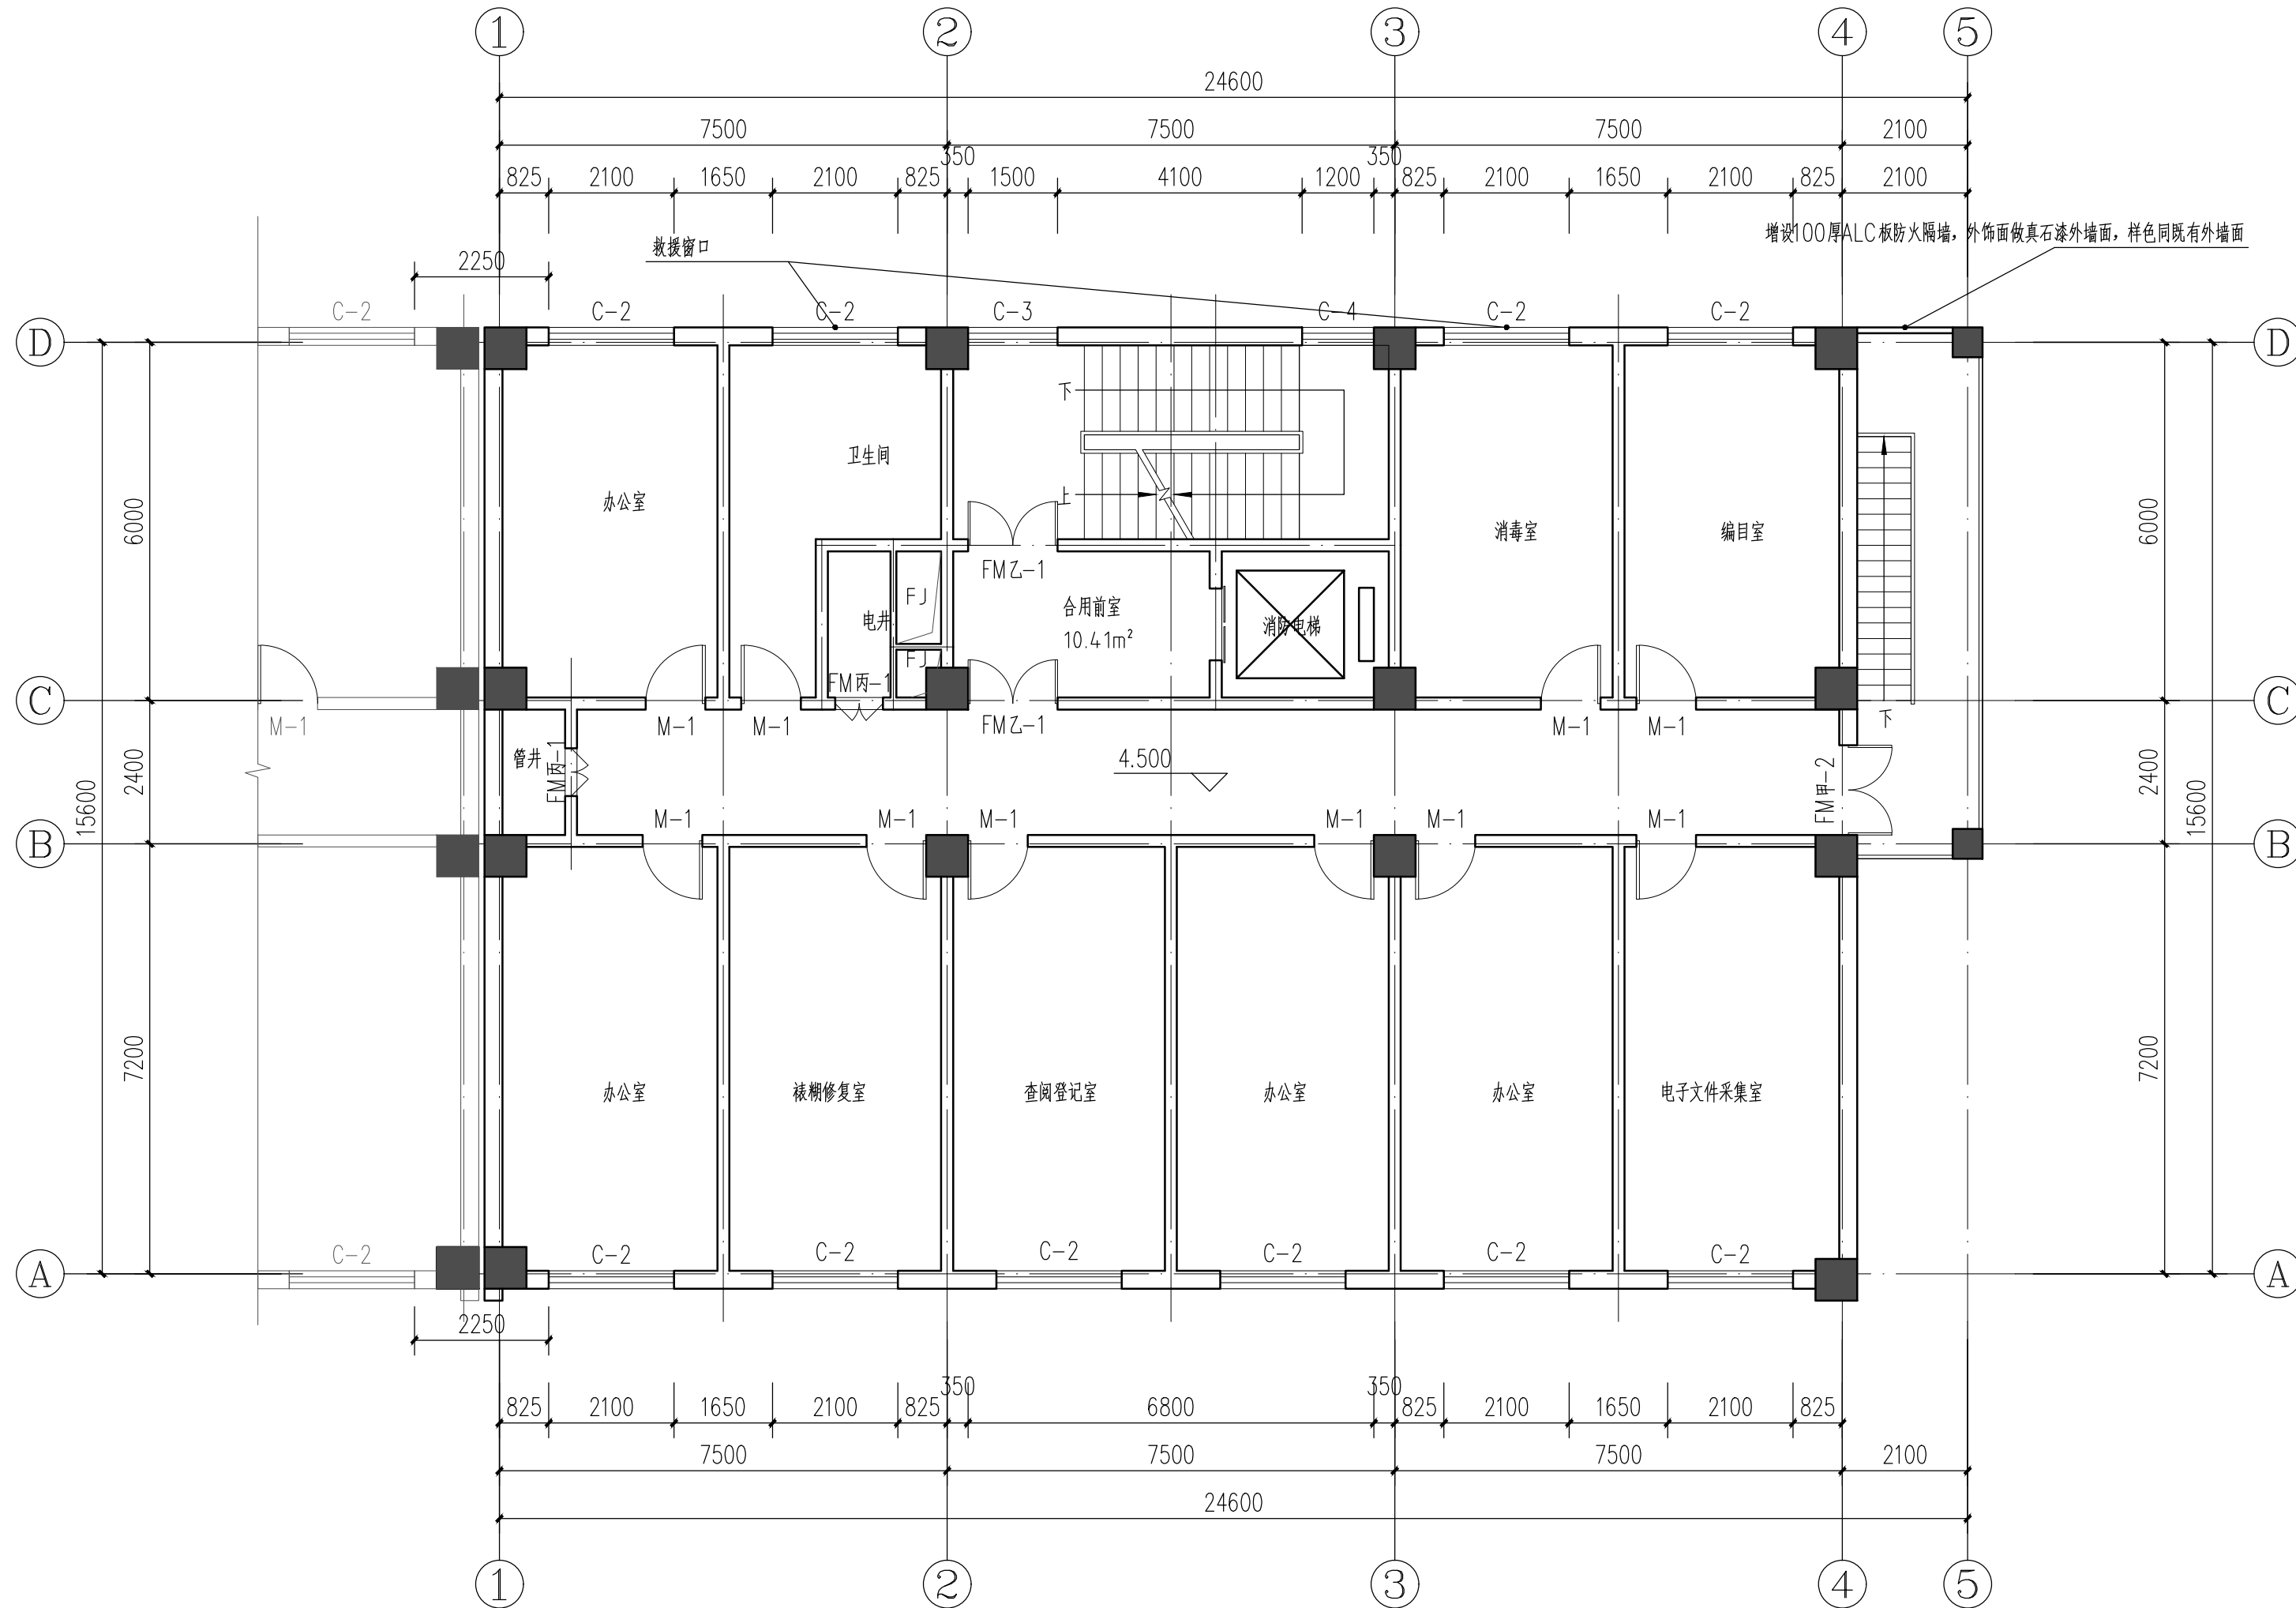 1 2 3 4 5
24600
7500 7500 7500 2100
350 350
825 2100 1650 2100 825 1500 4100 1200 825 2100 1650 2100 825 2100
救援窗口
增设100厚ALC板防火隔墙，外饰面做真石漆外墙面，样色同既有外墙面
2250
C-2 C-2 C-2 C-3 C-4 C-2 C-2
D D
下
卫生间
办公室
上
消毒室
编目室
6000 6000
FM乙-1
FJ
合用前室
电井
消防电梯
10.41m²
FJ
FM丙-1
C C
M-1 M-1 M-1 FM乙-1 M-1 M-1
下
管井
FM丙-1
4.500
2400 2400
FM甲-2
15600 15600
M-1 M-1 M-1 M-1 M-1 M-1
B B
7200 7200
办公室 裱糊修复室 查阅登记室 办公室 办公室 电子文件采集室
C-2 C-2 C-2 C-2 C-2 C-2 C-2
A A
2250
350 350
825 2100 1650 2100 825 6800 825 2100 1650 2100 825
7500 7500 7500 2100
24600
1 2 3 4 5